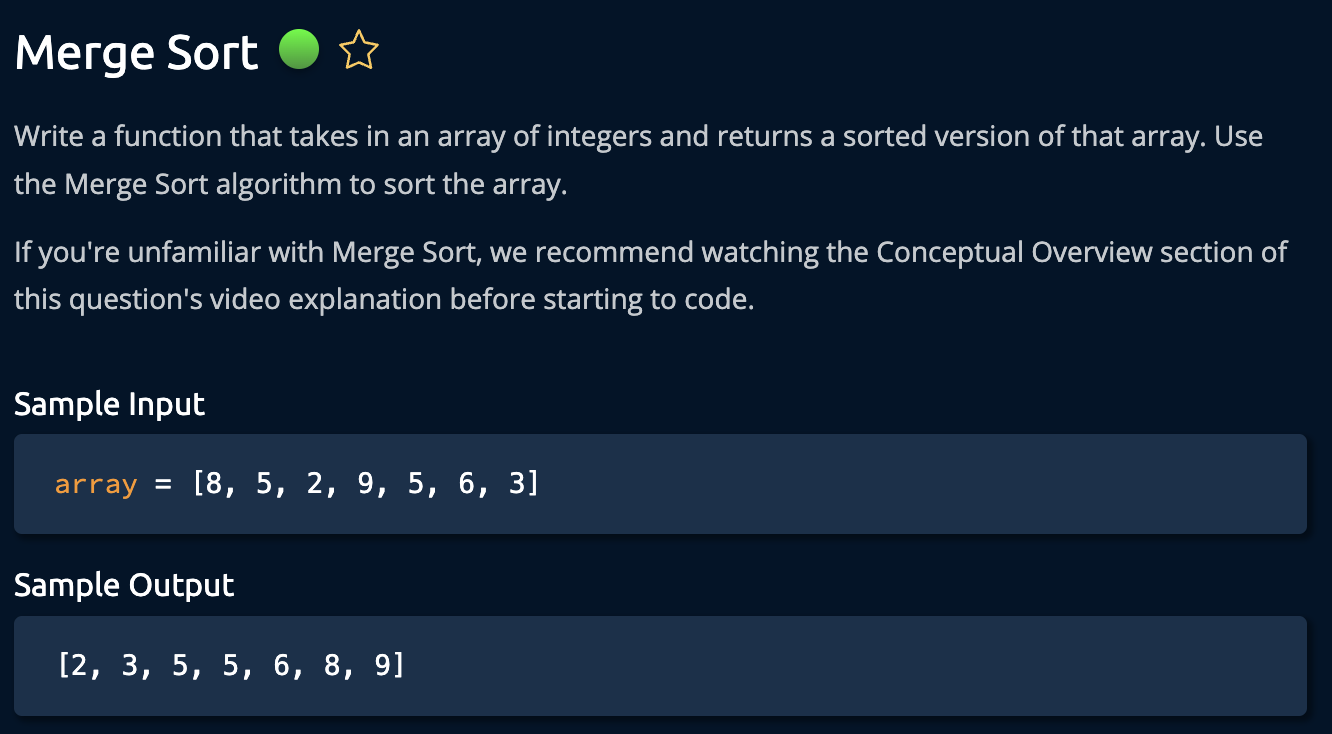 Merge Sort
Write a function that takes in an array of integers and returns a sorted version of that array. Use
the Merge Sort algorithm to sort the array.
If you're unfamiliar with Merge Sort, we recommend watching the Conceptual Overview section of
this question's video explanation before starting to code.
Sample Input
array = [8, 5, 2, 9, 5, 6, 3]
Sample Output
[2, 3, 5, 5, 6, 8, 9]